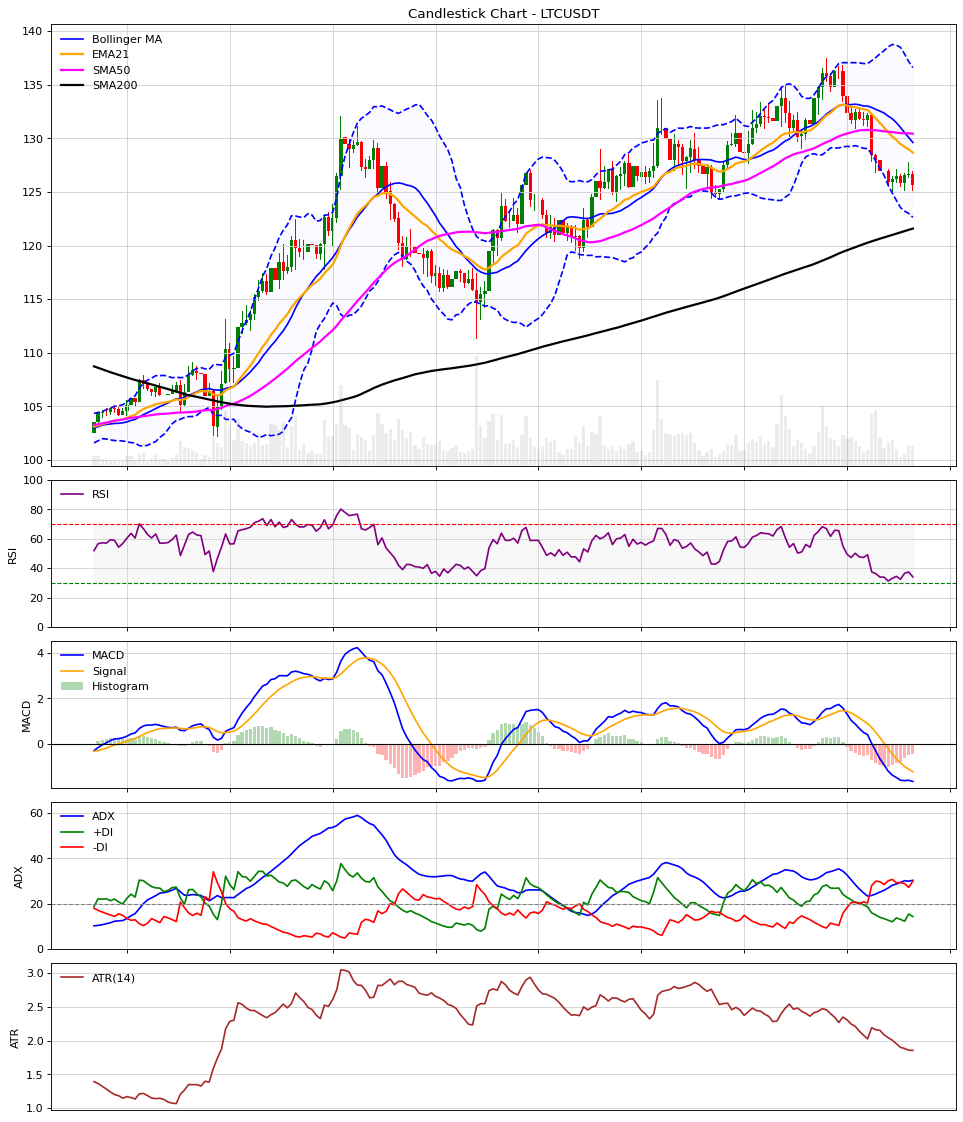 Candlestick Chart - LTCUSDT
140
135
130
125
120
115
110
105
100
Bollinger MA
EMA21
SMA50
SMA200
100
80
60
40
20
0
RSI
RSI
4
2
0
MACD
MACD
Signal
Histogram
60
40
20
0
ADX
ADX
+DI
-DI
3.0
2.5
2.0
1.5
1.0
ATR
ATR(14)